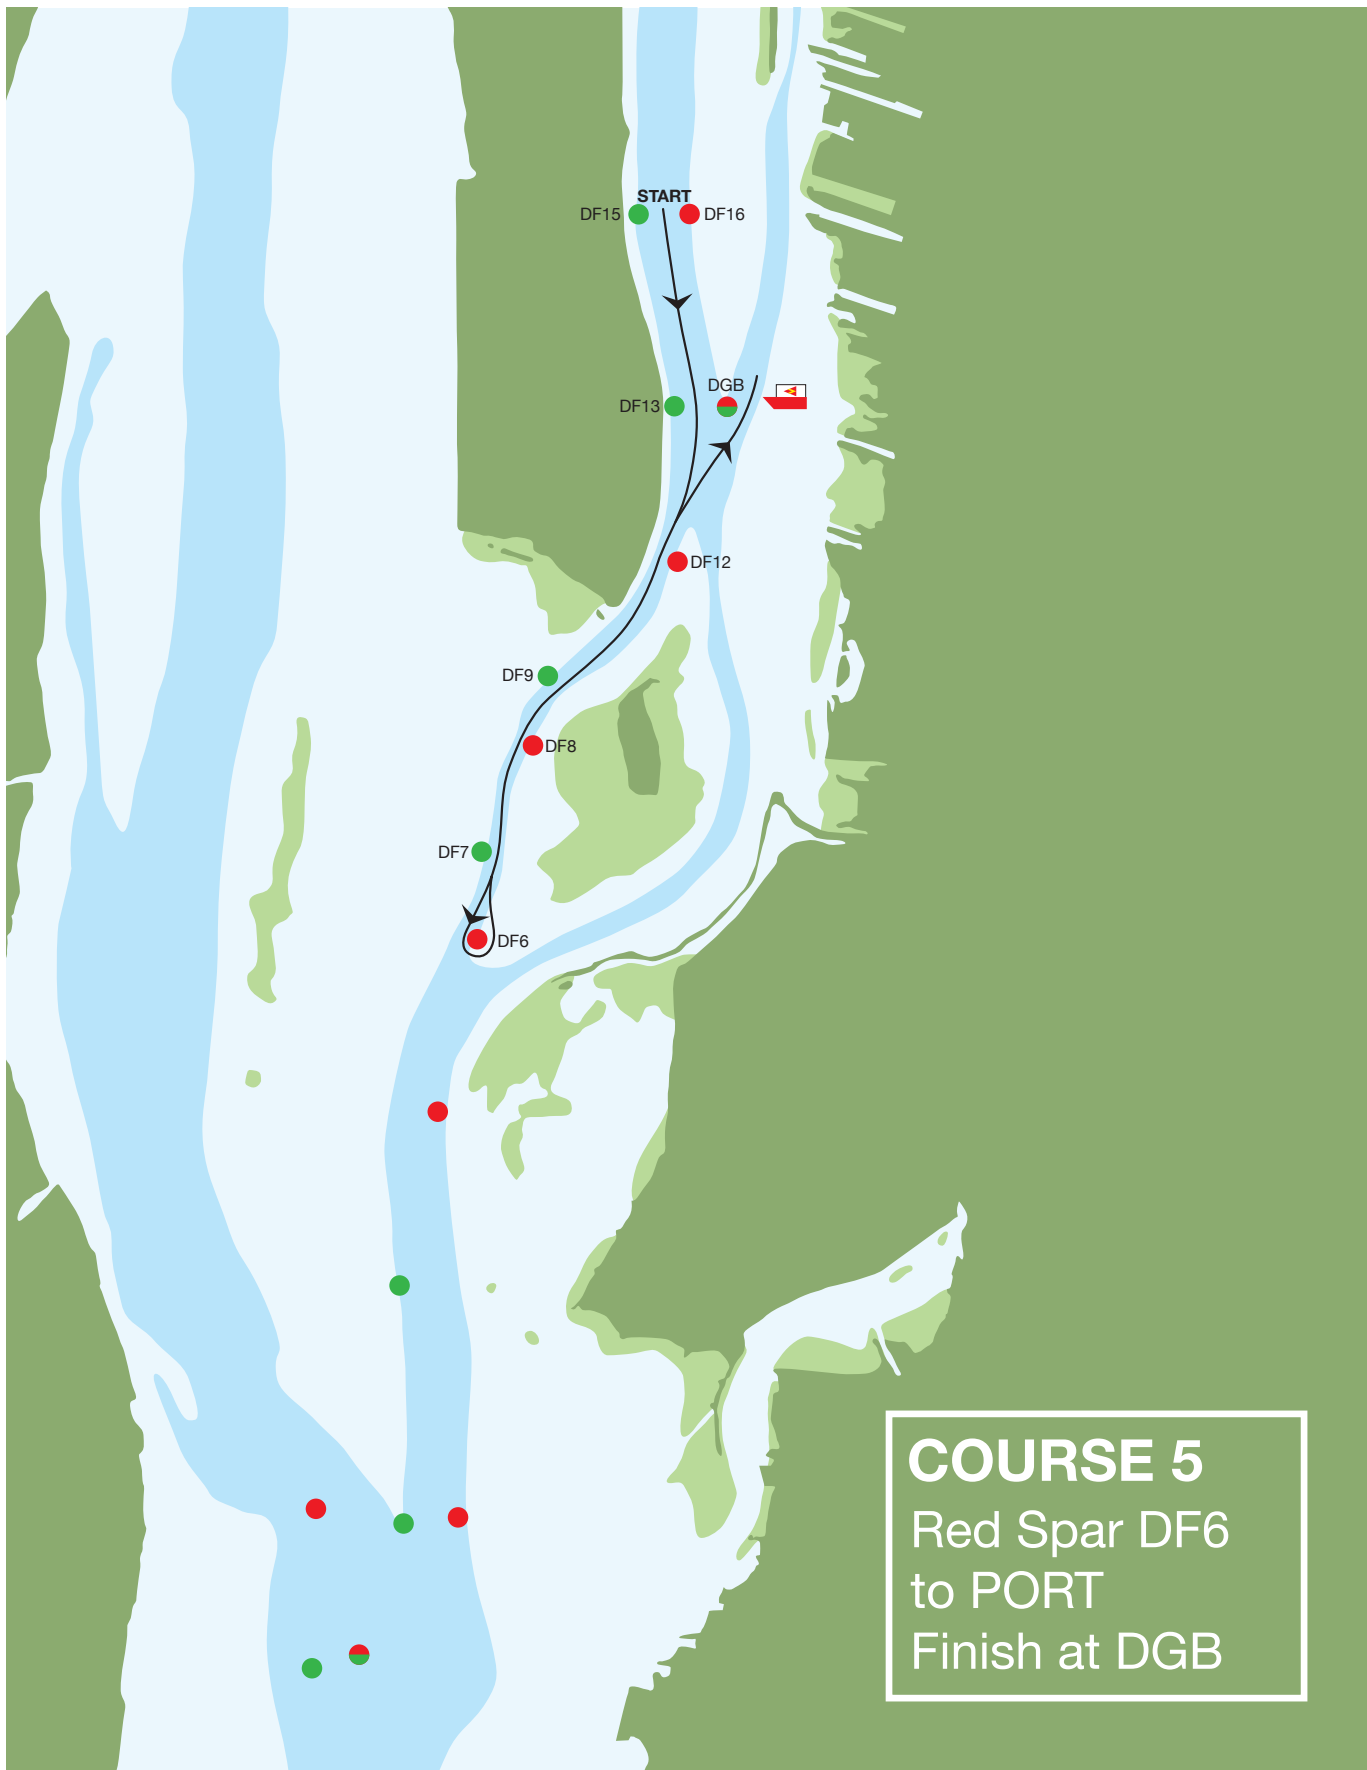 START
DF15
DF16
DGB
DF13
DF12
DF9
DF8
DF7
DF6
COURSE 5
Red Spar DF6
to PORT
Finish at DGB